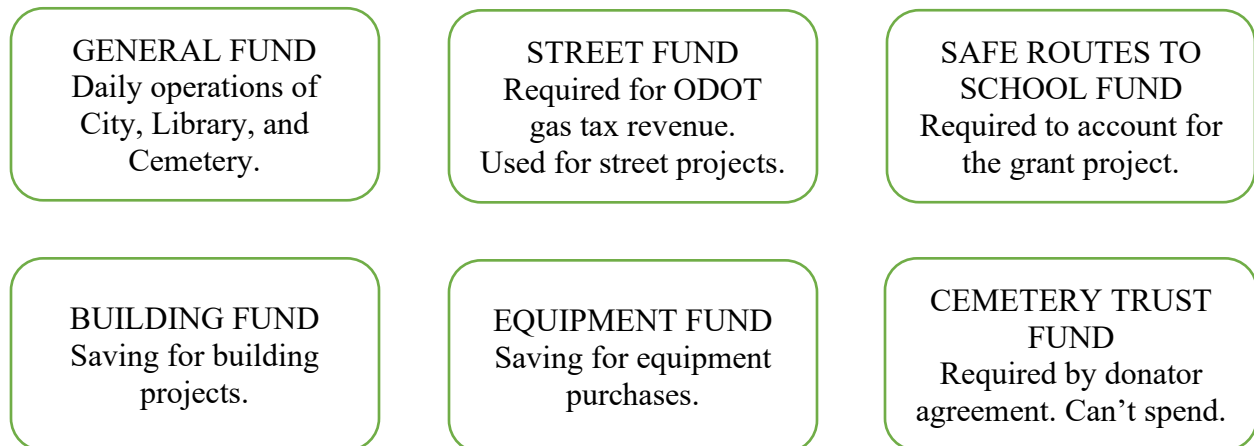 GENERAL FUND
Daily operations of
City, Library, and
Cemetery.
STREET FUND
Required for ODOT
gas tax revenue.
Used for street projects.
SAFE ROUTES TO
SCHOOL FUND
Required to account for
the grant project.
BUILDING FUND
Saving for building
projects.
EQUIPMENT FUND
Saving for equipment
purchases.
CEMETERY TRUST
FUND
Required by donator
agreement. Can’t spend.